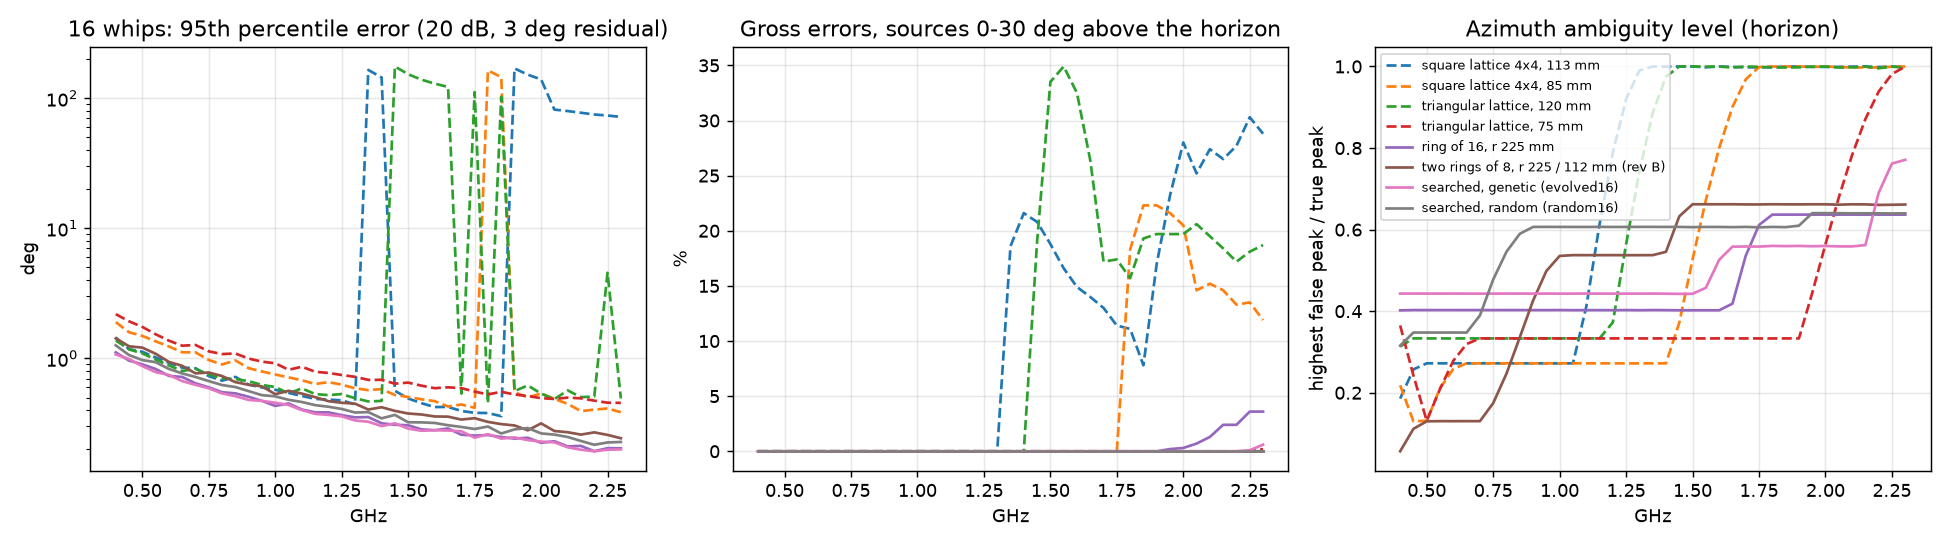 16 whips: 95th percentile error (20 dB, 3 deg residual)
deg
10²
10¹
10⁰
0.50 0.75 1.00 1.25 1.50 1.75 2.00 2.25
GHz
Gross errors, sources 0-30 deg above the horizon
%
35
30
25
20
15
10
5
0
0.50 0.75 1.00 1.25 1.50 1.75 2.00 2.25
GHz
Azimuth ambiguity level (horizon)
highest false peak / true peak
1.0
0.8
0.6
0.4
0.2
square lattice 4x4, 113 mm
square lattice 4x4, 85 mm
triangular lattice, 120 mm
triangular lattice, 75 mm
ring of 16, r 225 mm
two rings of 8, r 225 / 112 mm (rev B)
searched, genetic (evolved16)
searched, random (random16)
0.50 0.75 1.00 1.25 1.50 1.75 2.00 2.25
GHz